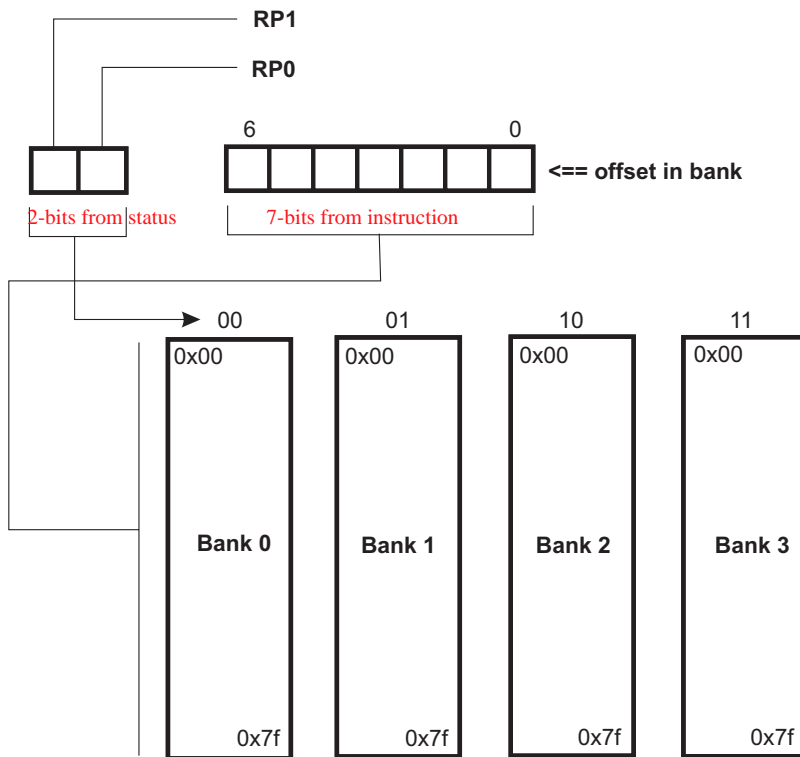 RP1
RP0
6 0
<== offset in bank
2-bits from status 7-bits from instruction
00 01 10 11
0x00 0x00 0x00 0x00
Bank 0 Bank 1 Bank 2 Bank 3
0x7f 0x7f 0x7f 0x7f